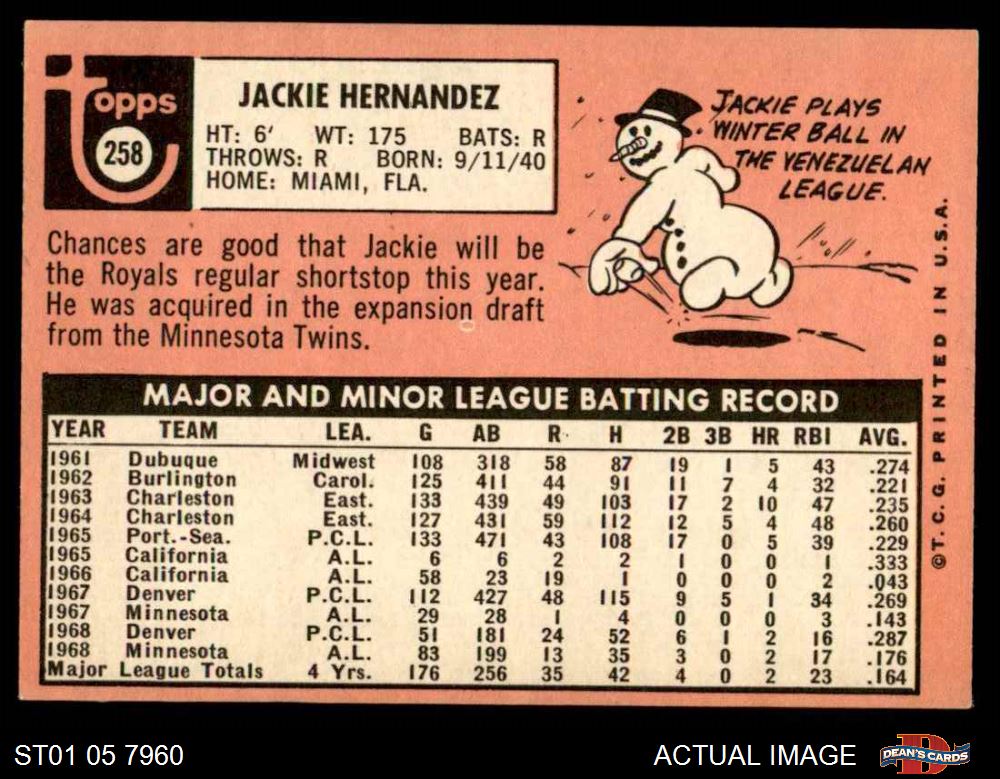 topps
258
JACKIE HERNANDEZ
HT: 6' WT: 175 BATS: R
THROWS: R BORN: 9/11/40
HOME: MIAMI, FLA.
JACKIE PLAYS
WINTER BALL IN
THE VENEZUELAN
LEAGUE.
Chances are good that Jackie will be
the Royals regular shortstop this year.
He was acquired in the expansion draft
from the Minnesota Twins.
MAJOR AND MINOR LEAGUE BATTING RECORD
YEAR TEAM LEA. G AB R H 2B 3B HR RBI AVG.
1961 Dubuque Midwest 108 318 58 87 19 1 5 43 .274
1962 Burlington Carol. 125 411 44 91 11 7 4 32 .221
1963 Charleston East. 133 439 49 103 17 2 10 47 .235
1964 Charleston East. 127 431 59 112 12 5 4 48 .260
1965 Port.-Sea. P.C.L. 133 471 43 108 17 0 5 39 .229
1965 California A.L. 6 6 2 2 1 0 0 1 .333
1966 California A.L. 58 23 19 1 0 0 0 2 .043
1967 Denver P.C.L. 112 427 48 115 9 5 1 34 .269
1967 Minnesota A.L. 29 28 1 4 0 0 0 3 .143
1968 Denver P.C.L. 51 181 24 52 6 1 2 16 .287
1968 Minnesota A.L. 83 199 13 35 3 0 2 17 .176
Major League Totals 4 Yrs. 176 256 35 42 4 0 2 23 .164
©T. C. G. PRINTED IN U.S.A.
ST01 05 7960
ACTUAL IMAGE
DEAN'S CARDS